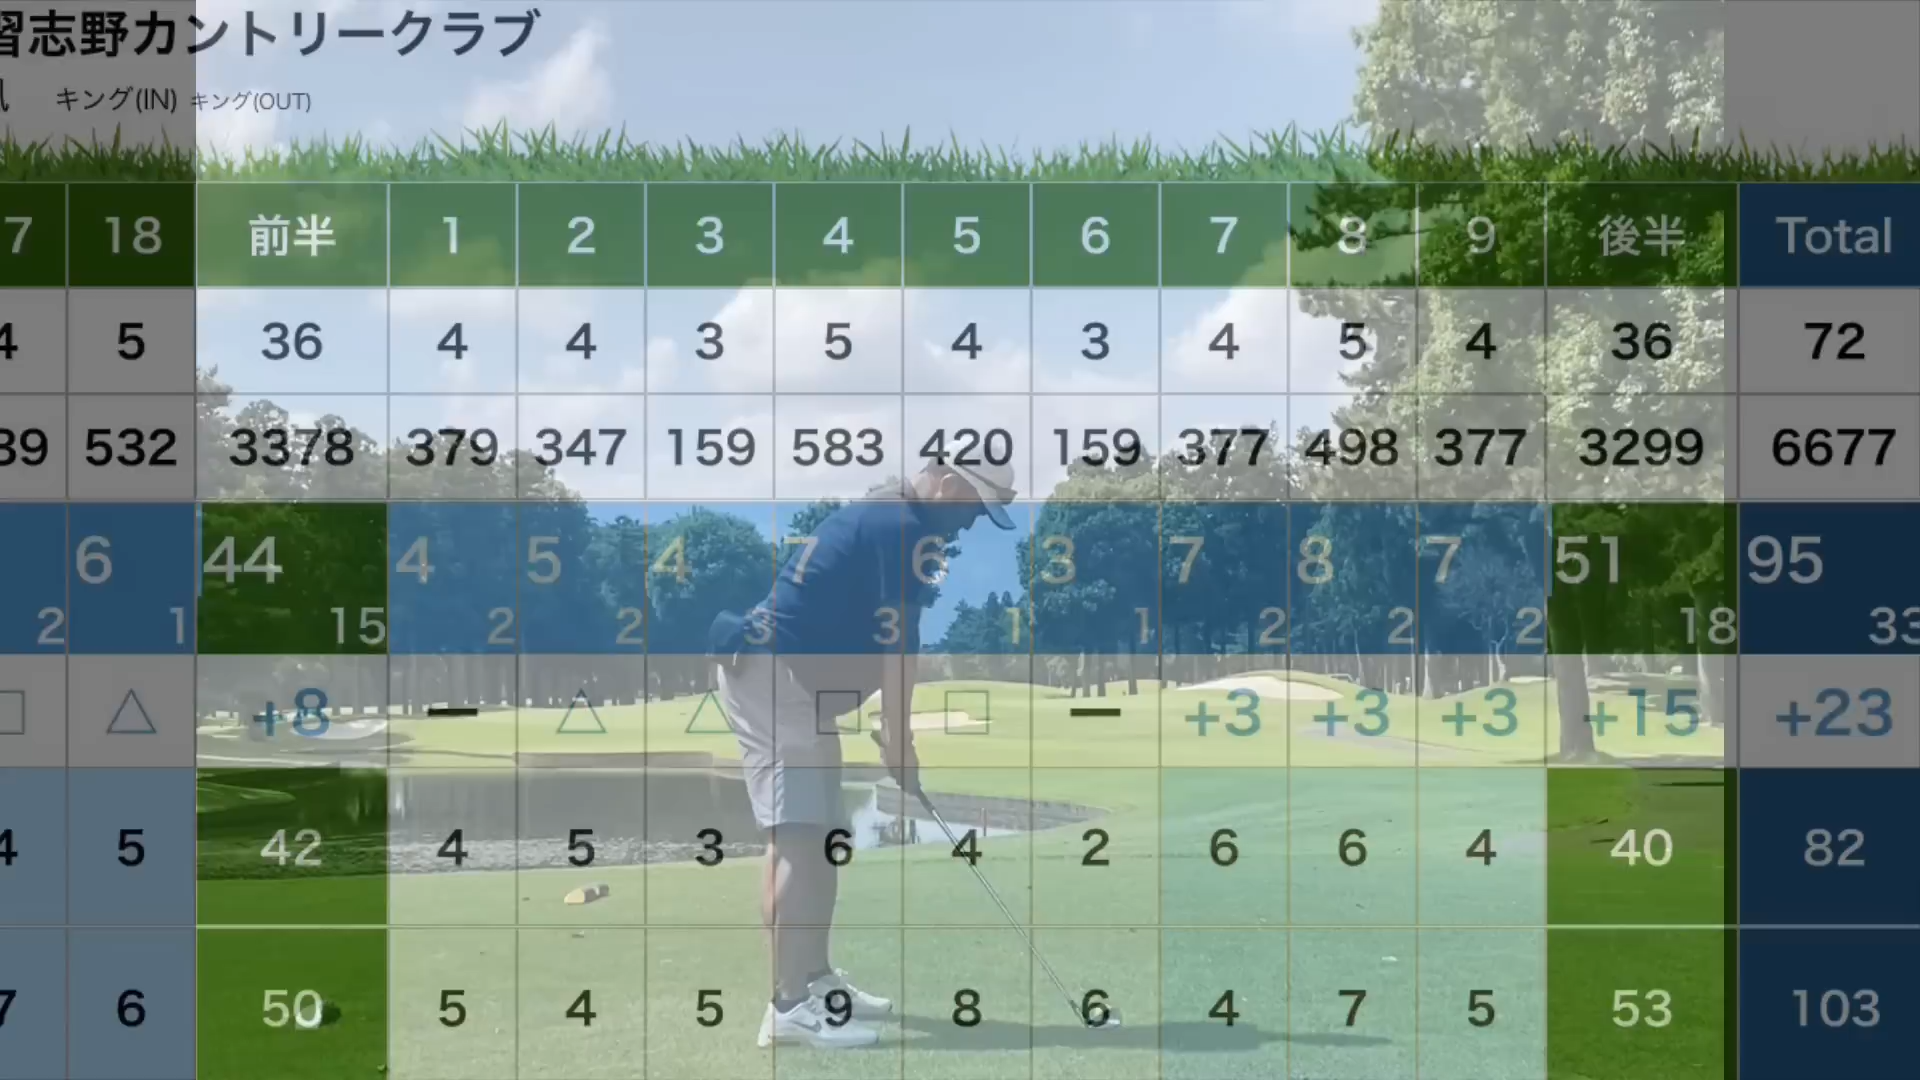 習志野カントリークラブ
キング(IN) キング(OUT)
7 18 前半 1 2 3 4 5 6 7 8 9 後半 Total
4 5 36 4 4 3 5 4 3 4 5 4 36 72
39 532 3378 379 347 159 583 420 159 377 498 377 3299 6677
6 44 4 5 4 7 6 3 7 8 7 51 95
2 1 15 2 2 3 3 1 1 2 2 2 18 33
□ △ +8 - △ △ □ □ - +3 +3 +3 +15 +23
4 5 42 4 5 3 6 4 2 6 6 4 40 82
7 6 50 5 4 5 9 8 6 4 7 5 53 103